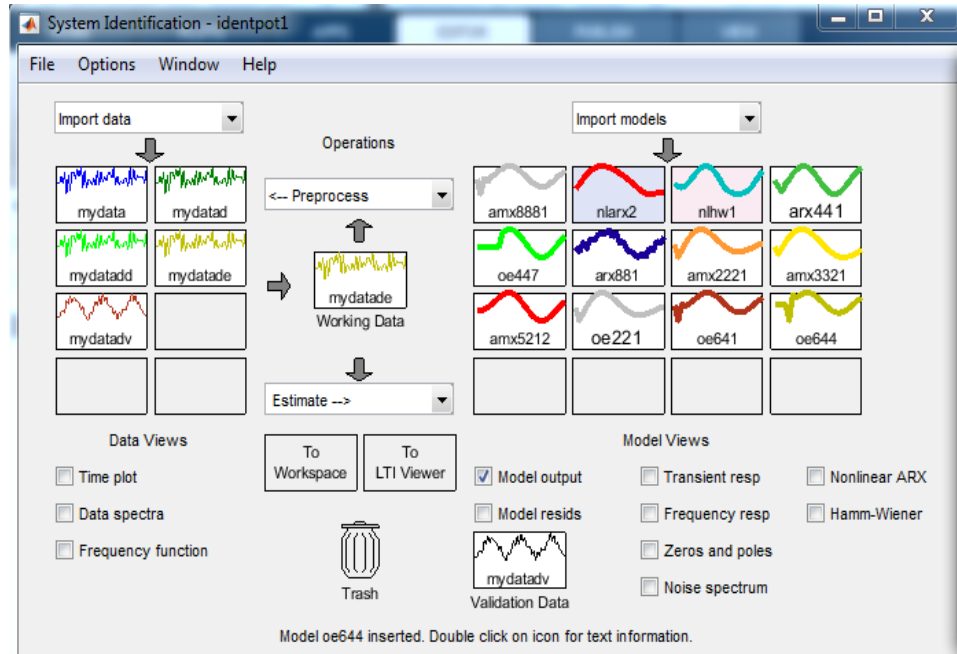 System Identification - identpot1
File Options Window Help
Import data
Import models
Operations
<-- Preprocess
mydata
mydatad
amx8881
nlarx2
nlhw1
arx441
mydatadd
mydatade
mydatade
oe447
arx881
amx2221
amx3321
Working Data
mydatadv
amx5212
oe221
oe641
oe644
Estimate -->
Data Views
Model Views
To
Workspace
To
LTI Viewer
Time plot
Model output
Transient resp
Nonlinear ARX
Data spectra
Model resids
Frequency resp
Hamm-Wiener
Frequency function
Zeros and poles
mydatadv
Noise spectrum
Trash
Validation Data
Model oe644 inserted. Double click on icon for text information.